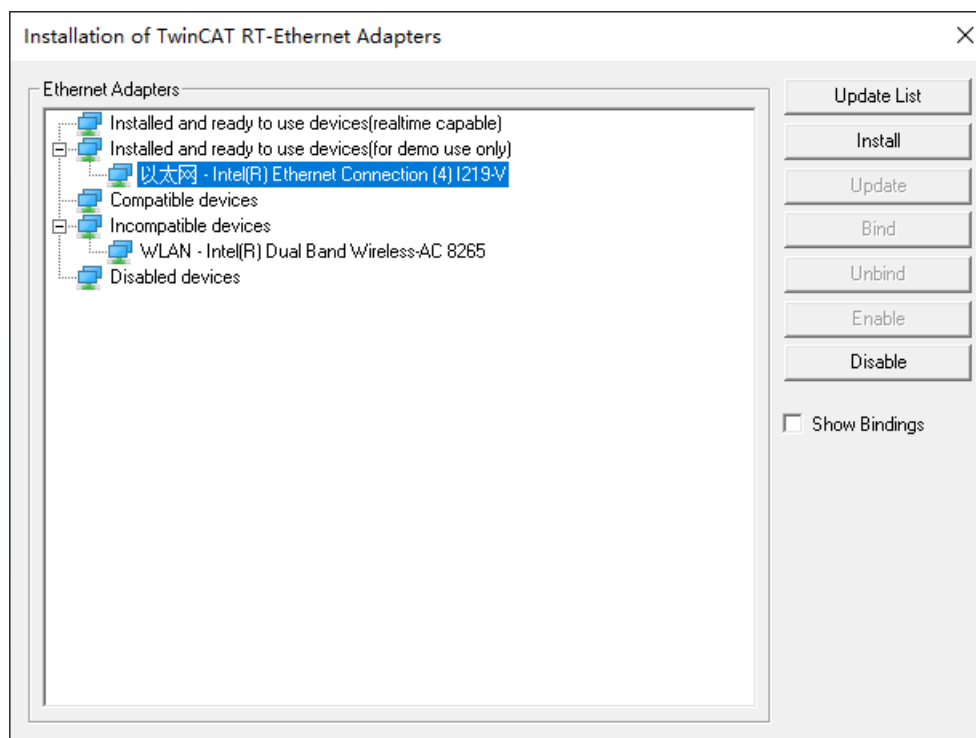 Installation of TwinCAT RT-Ethernet Adapters
Ethernet Adapters
Installed and ready to use devices(realtime capable)
Installed and ready to use devices(for demo use only)
以太网 - Intel(R) Ethernet Connection (4) I219-V
Compatible devices
Incompatible devices
WLAN - Intel(R) Dual Band Wireless-AC 8265
Disabled devices
Update List
Install
Update
Bind
Unbind
Enable
Disable
Show Bindings